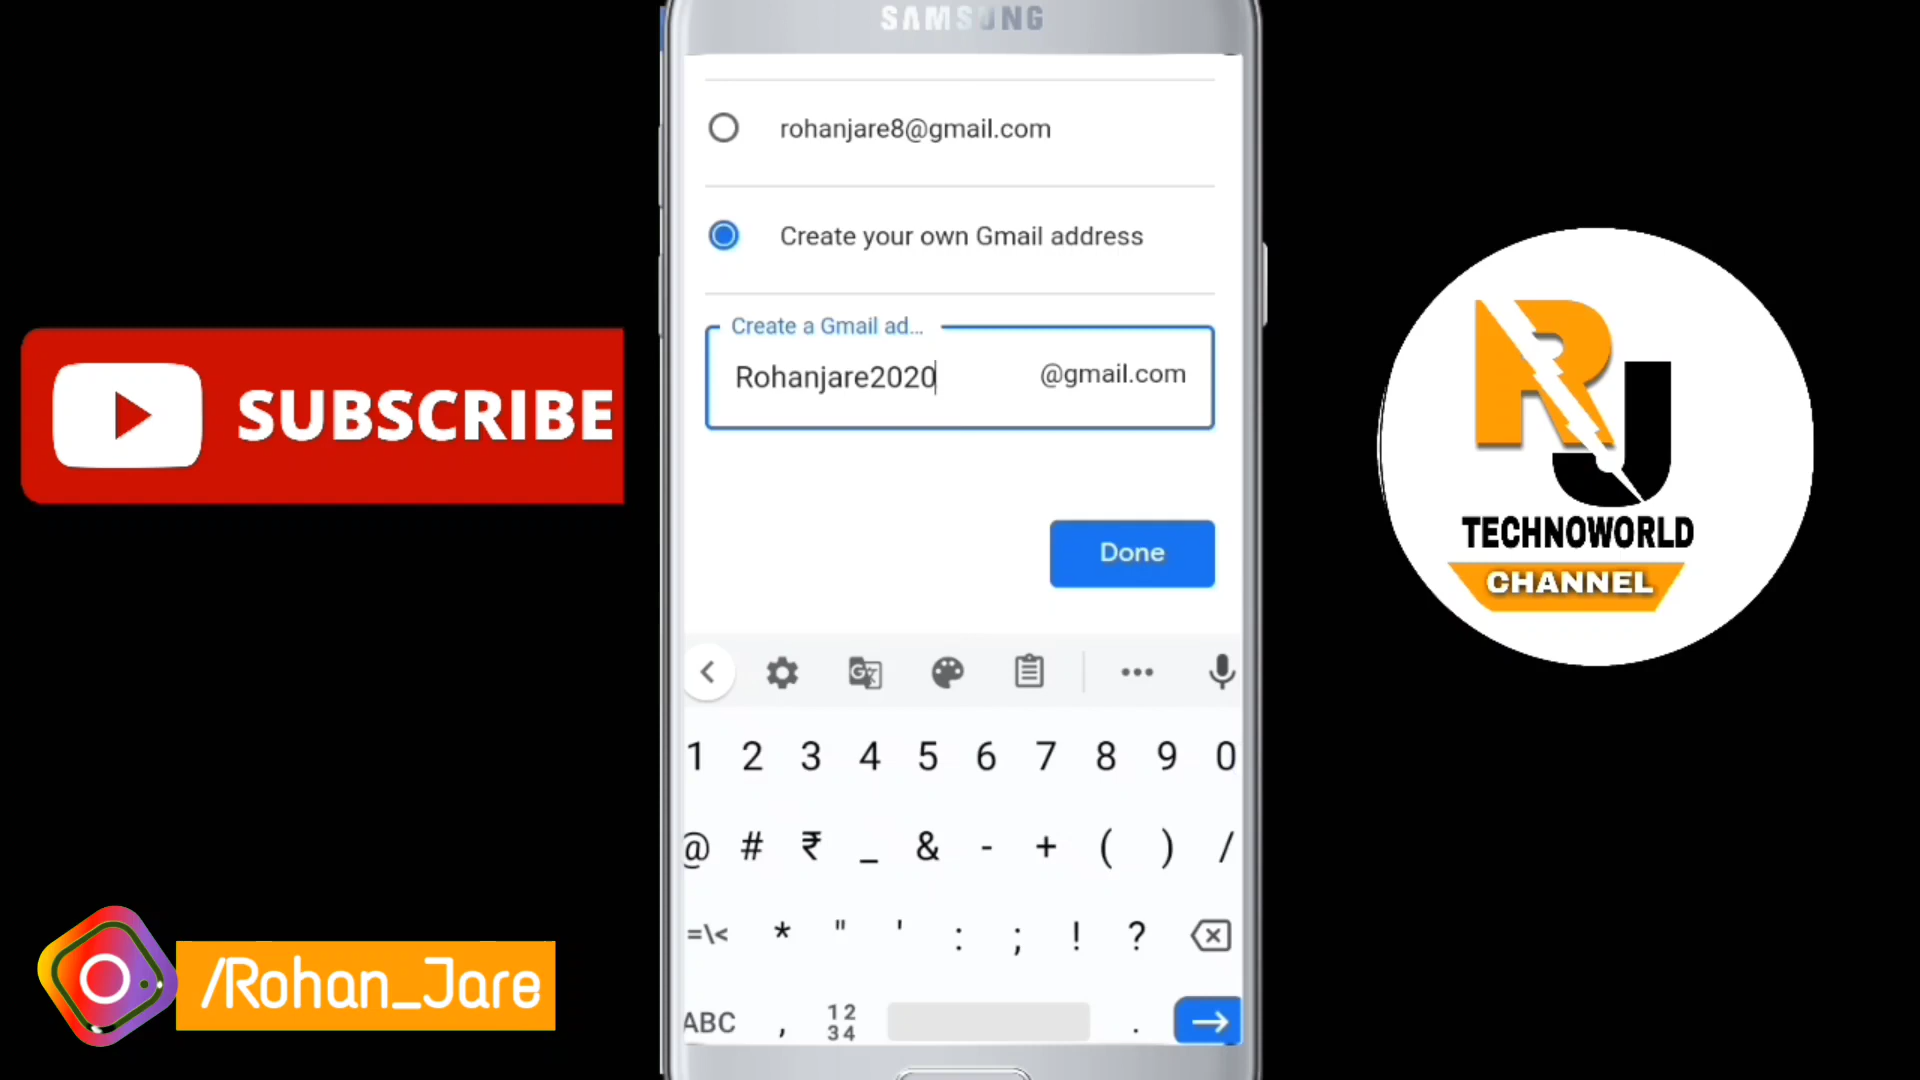 SAMSUNG
rohanjare8@gmail.com
Create your own Gmail address
Create a Gmail ad...
Rohanjare2020
@gmail.com
Done
SUBSCRIBE
RJ
TECHNOWORLD
CHANNEL
1 2 3 4 5 6 7 8 9 0
@ # ₹ _ & - + ( ) /
=\< * " ' : ; ! ?
ABC , 12 34 .
/Rohan_Jare